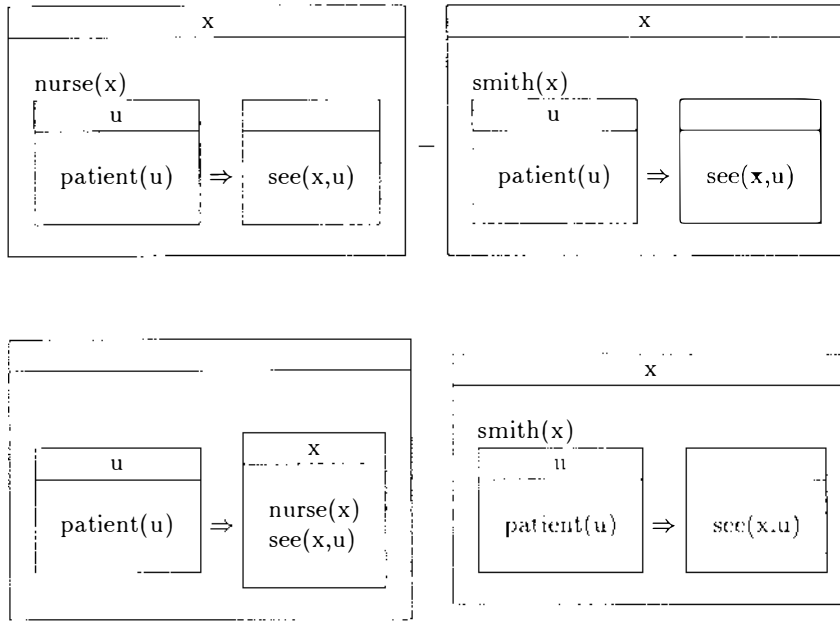 x
nurse(x)
u
patient(u) ⇒ see(x,u)
–
x
smith(x)
u
patient(u) ⇒ see(x,u)
u
patient(u) ⇒
x
nurse(x)
see(x,u)
x
smith(x)
u
patient(u) ⇒ see(x,u)